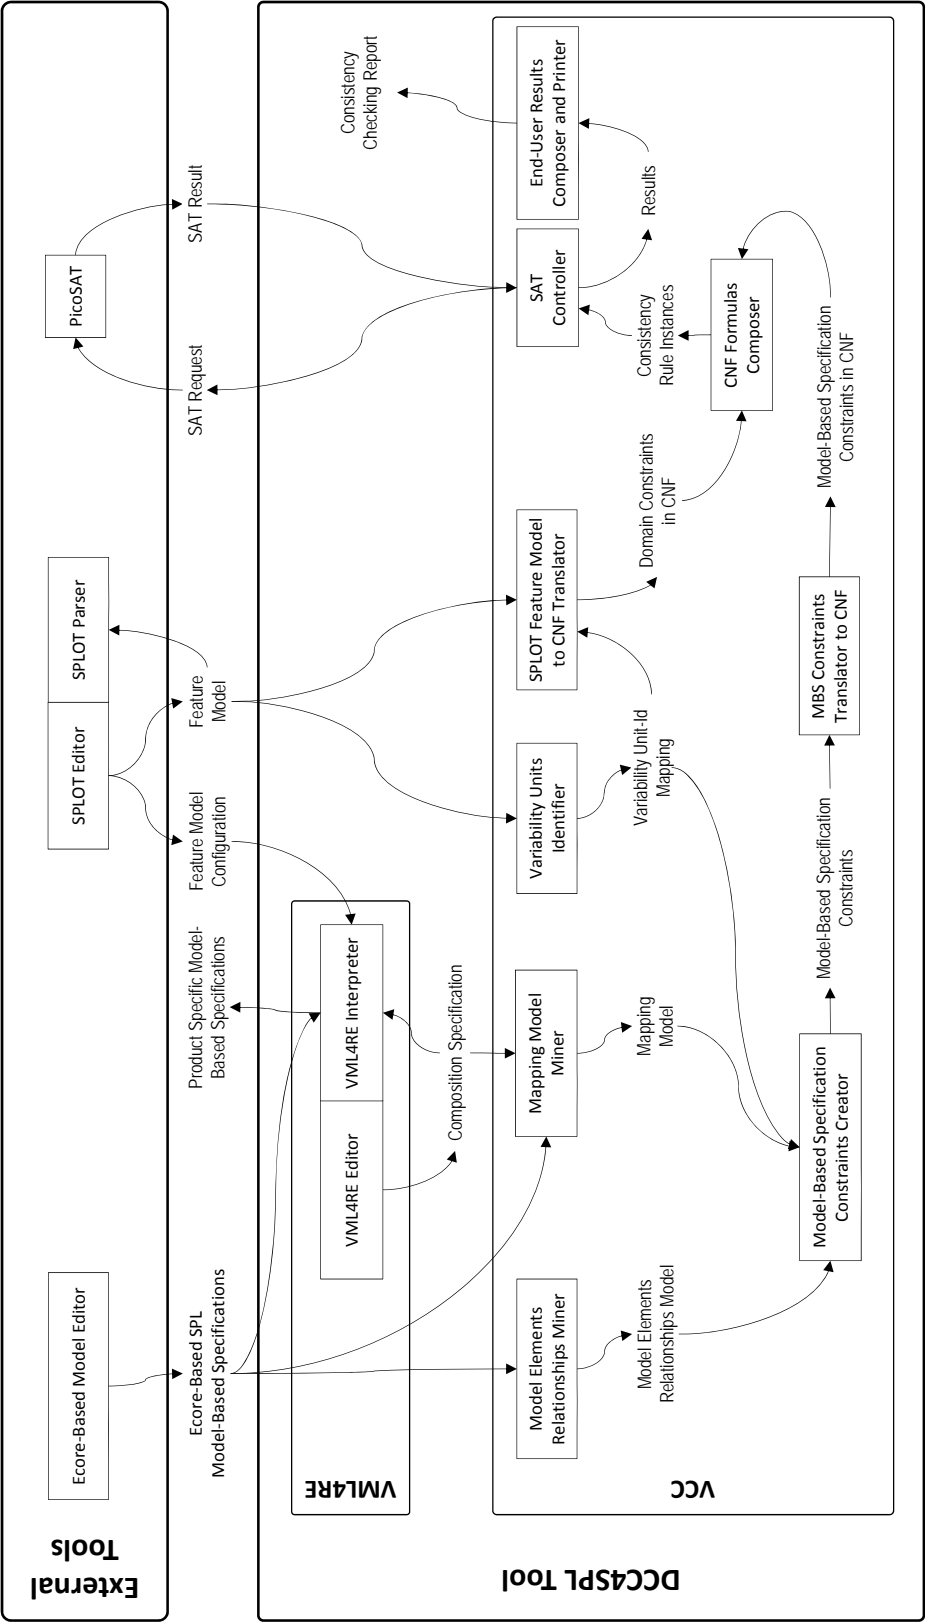 External
Tools
Ecore-Based Model Editor
SPLOT Editor
SPLOT Parser
PicoSAT
Ecore-Based SPL
Model-Based Specifications
Product Specific Model-
Based Specifications
Feature Model
Configuration
Feature
Model
SAT Request
SAT Result
DCC4SPL Tool
VML4RE
VML4RE Editor
VML4RE Interpreter
Composition Specification
Consistency
Checking Report
VCC
Model Elements
Relationships Miner
Mapping Model
Miner
Variability Units
Identifier
SPLOT Feature Model
to CNF Translator
SAT
Controller
End-User Results
Composer and Printer
Model Elements
Relationships Model
Mapping
Model
Variability Unit-Id
Mapping
Domain Constraints
in CNF
Consistency
Rule Instances
Results
CNF Formulas
Composer
Model-Based Specification
Constraints Creator
Model-Based Specification
Constraints
MBS Constraints
Translator to CNF
Model-Based Specification
Constraints in CNF